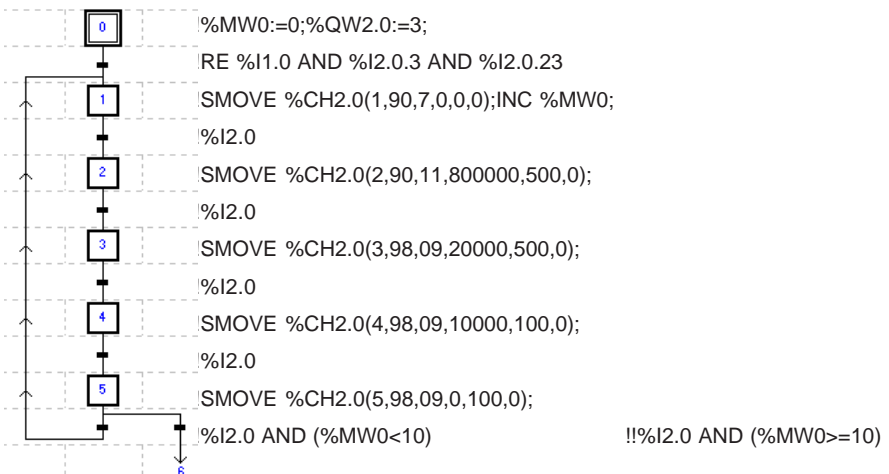 0 !%MW0:=0;%QW2.0:=3;
!RE %I1.0 AND %I2.0.3 AND %I2.0.23
1 !SMOVE %CH2.0(1,90,7,0,0,0);INC %MW0;
!%I2.0
2 !SMOVE %CH2.0(2,90,11,800000,500,0);
!%I2.0
3 !SMOVE %CH2.0(3,98,09,20000,500,0);
!%I2.0
4 !SMOVE %CH2.0(4,98,09,10000,100,0);
!%I2.0
5 !SMOVE %CH2.0(5,98,09,0,100,0);
!%I2.0 AND (%MW0<10) !!%I2.0 AND (%MW0>=10)
6